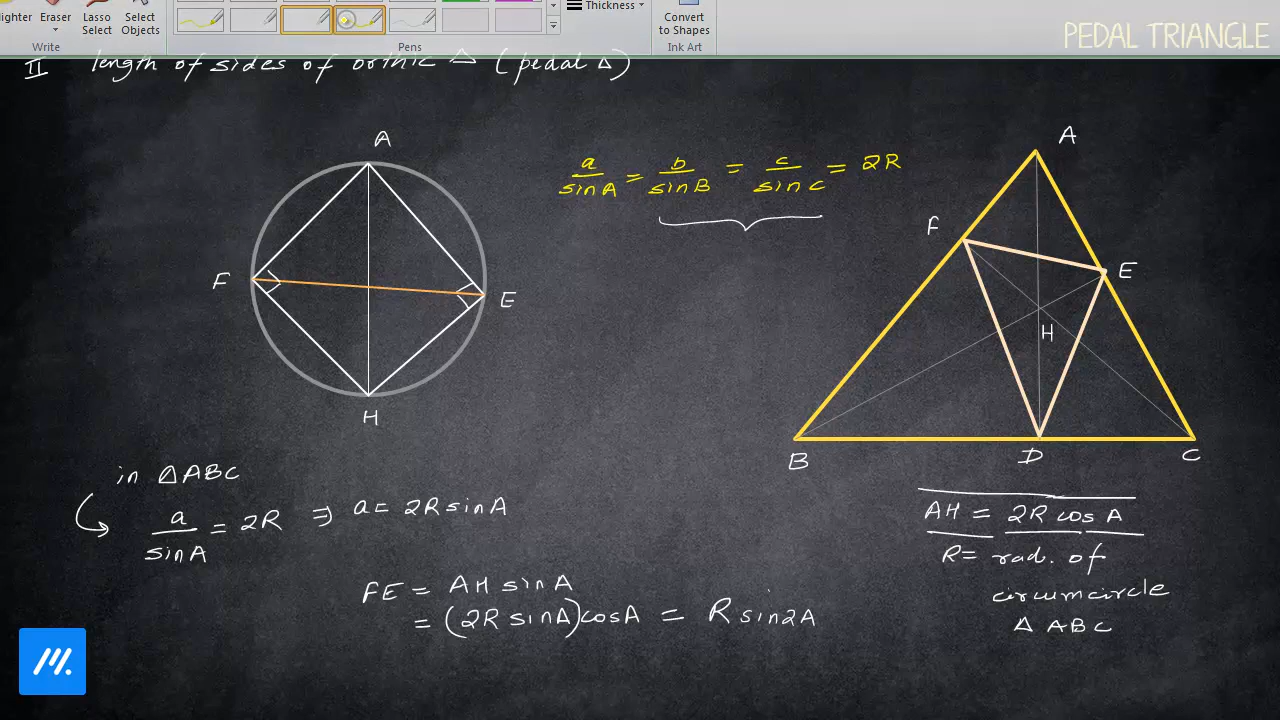 lighter Eraser Lasso Select Select Objects
Write
Pens
Thickness
Convert to Shapes
Ink Art
PEDAL TRIANGLE
II length of sides of orthic △ (pedal △)
A
F
E
H
a/sinA = b/sinB = c/sinC = 2R
A
F
E
H
B
D
C
in △ABC
a/sinA = 2R ⇒ a = 2R sinA
FE = AH sinA
= (2R sinA)cosA = R sin2A
AH = 2R cosA
R = rad. of
circumcircle
△ ABC